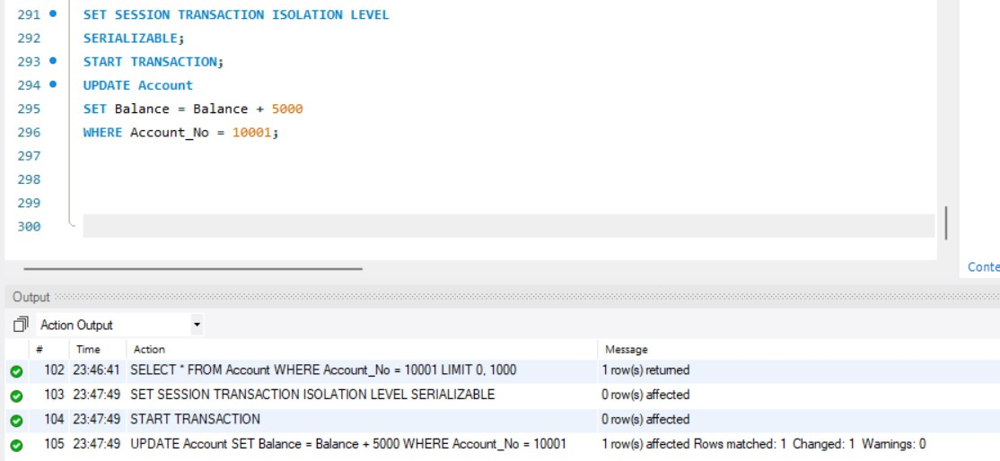 291 SET SESSION TRANSACTION ISOLATION LEVEL
292 SERIALIZABLE;
293 START TRANSACTION;
294 UPDATE Account
295 SET Balance = Balance + 5000
296 WHERE Account_No = 10001;
297
298
299
300
Conte
Output
Action Output
# Time Action Message
102 23:46:41 SELECT * FROM Account WHERE Account_No = 10001 LIMIT 0, 1000 1 row(s) returned
103 23:47:49 SET SESSION TRANSACTION ISOLATION LEVEL SERIALIZABLE 0 row(s) affected
104 23:47:49 START TRANSACTION 0 row(s) affected
105 23:47:49 UPDATE Account SET Balance = Balance + 5000 WHERE Account_No = 10001 1 row(s) affected Rows matched: 1 Changed: 1 Warnings: 0